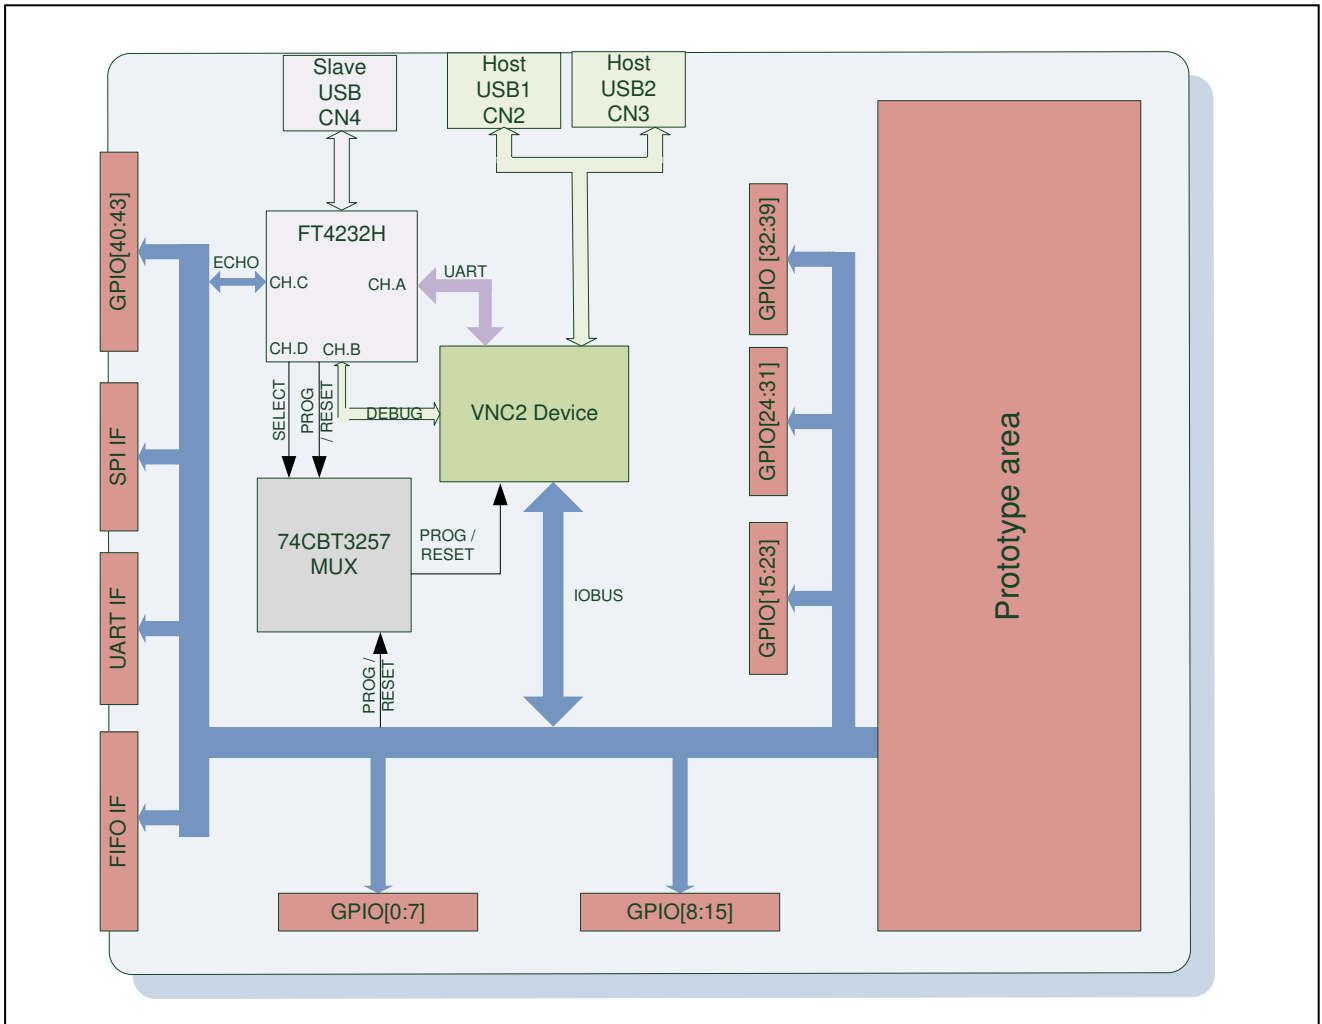 Slave
USB
CN4
Host
USB1
CN2
Host
USB2
CN3
GPIO[40:43]
SPI IF
UART IF
FIFO IF
ECHO
FT4232H
CH.C
CH.A
CH.D
CH.B
UART
SELECT
PROG
/ RESET
DEBUG
VNC2 Device
74CBT3257
MUX
PROG /
RESET
IOBUS
PROG /
RESET
GPIO [32:39]
GPIO[24:31]
GPIO[15:23]
Prototype area
GPIO[0:7]
GPIO[8:15]